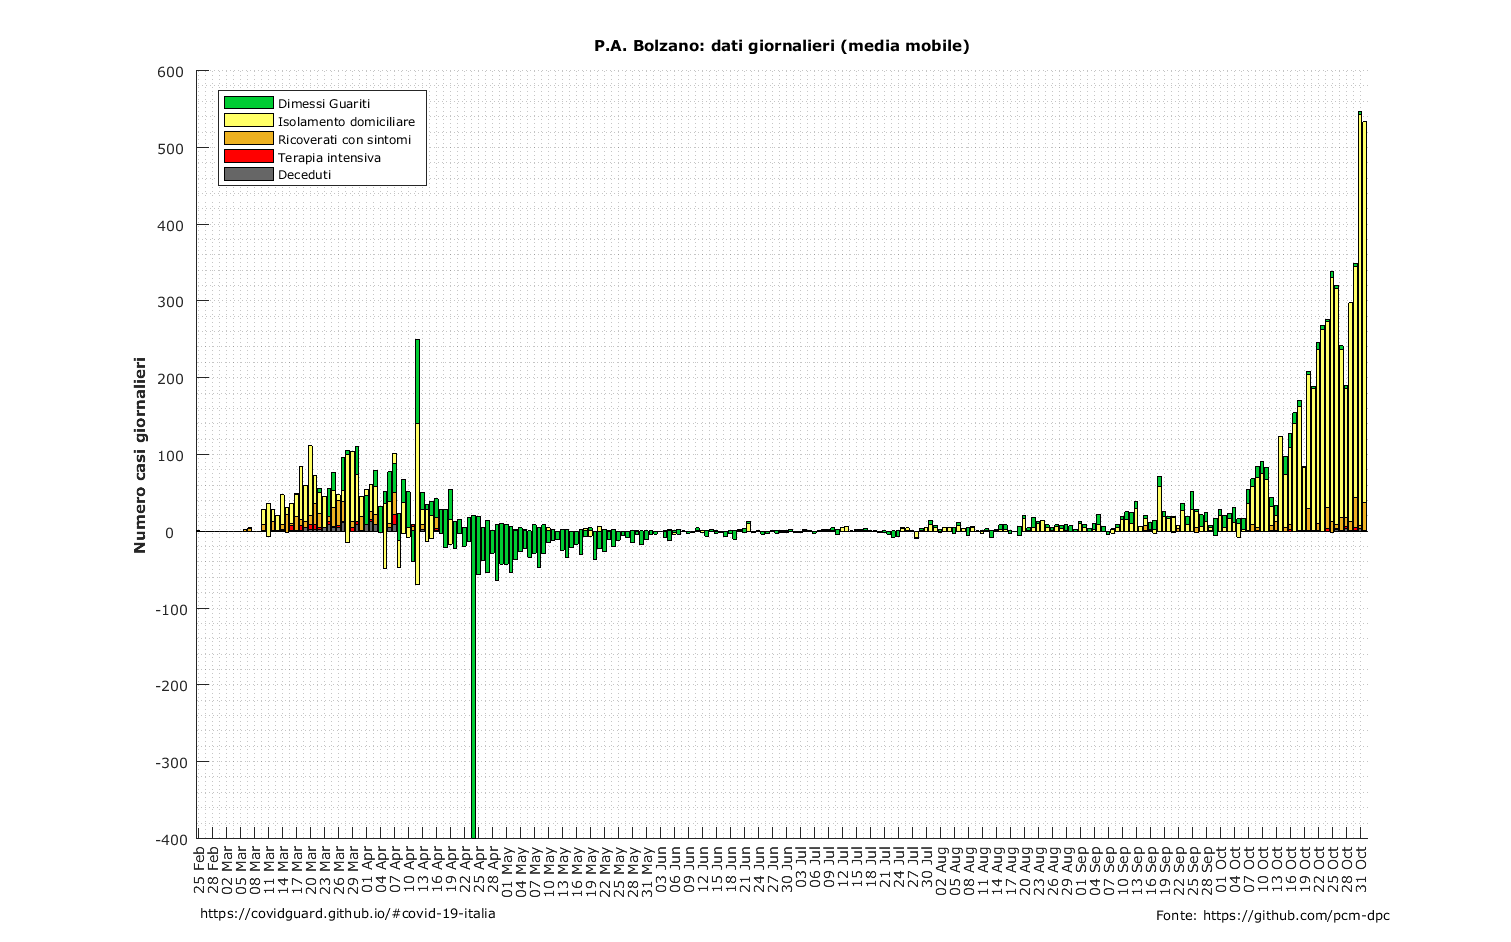 P.A. Bolzano: dati giornalieri (media mobile)
Numero casi giornalieri
600
500
400
300
200
100
0
-100
-200
-300
-400
Dimessi Guariti
Isolamento domiciliare
Ricoverati con sintomi
Terapia intensiva
Deceduti
25 Feb
28 Feb
02 Mar
05 Mar
08 Mar
11 Mar
14 Mar
17 Mar
20 Mar
23 Mar
26 Mar
29 Mar
01 Apr
04 Apr
07 Apr
10 Apr
13 Apr
16 Apr
19 Apr
22 Apr
25 Apr
28 Apr
01 May
04 May
07 May
10 May
13 May
16 May
19 May
22 May
25 May
28 May
31 May
03 Jun
06 Jun
09 Jun
12 Jun
15 Jun
18 Jun
21 Jun
24 Jun
27 Jun
30 Jun
03 Jul
06 Jul
09 Jul
12 Jul
15 Jul
18 Jul
21 Jul
24 Jul
27 Jul
30 Jul
02 Aug
05 Aug
08 Aug
11 Aug
14 Aug
17 Aug
20 Aug
23 Aug
26 Aug
29 Aug
01 Sep
04 Sep
07 Sep
10 Sep
13 Sep
16 Sep
19 Sep
22 Sep
25 Sep
28 Sep
01 Oct
04 Oct
07 Oct
10 Oct
13 Oct
16 Oct
19 Oct
22 Oct
25 Oct
28 Oct
31 Oct
https://covidguard.github.io/#covid-19-italia
Fonte: https://github.com/pcm-dpc